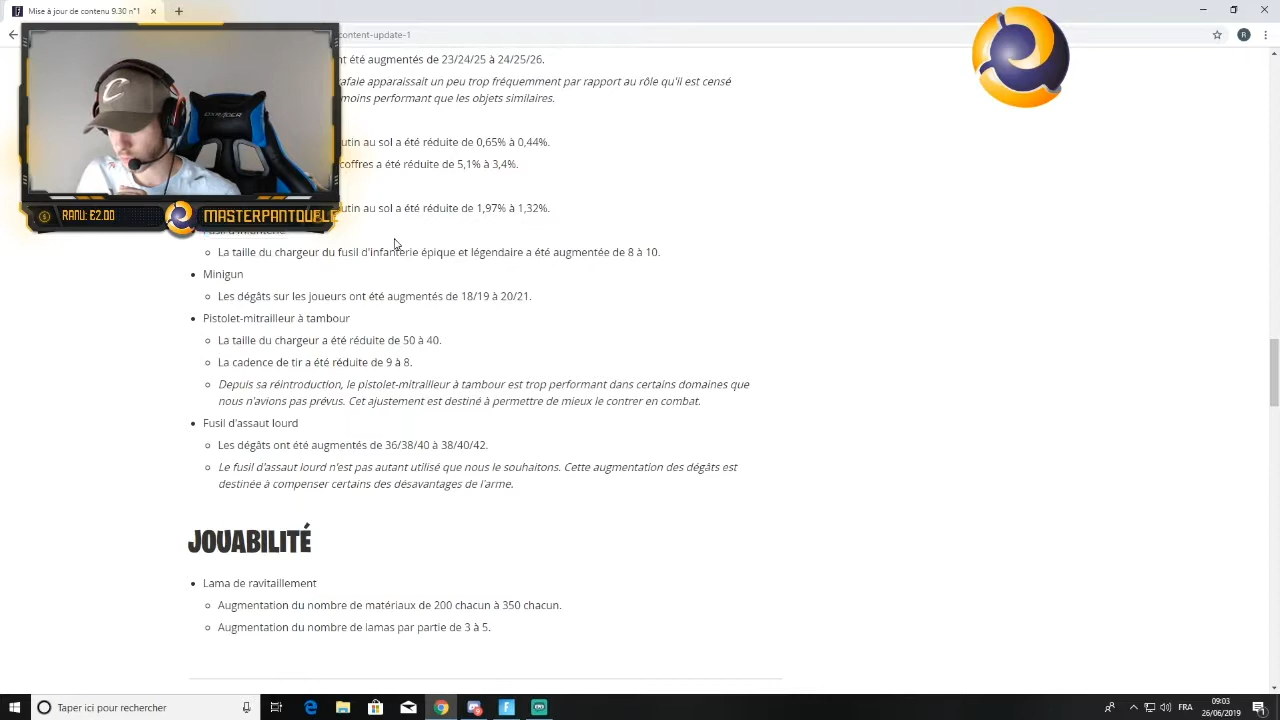 Mise à jour de contenu 9.30 n°1
content-update-1
nt été augmentés de 23/24/25 à 24/25/26.
rafale apparaissait un peu trop fréquemment par rapport au rôle qu'il est censé
moins performant que les objets similaires.
utin au sol a été réduite de 0,65% à 0,44%.
coffres a été réduite de 5,1% à 3,4%.
utin au sol a été réduite de 1,97% à 1,32%.
MASTERPANTOUFLE
La taille du chargeur du fusil d'infanterie épique et légendaire a été augmentée de 8 à 10.
Minigun
Les dégâts sur les joueurs ont été augmentés de 18/19 à 20/21.
Pistolet-mitrailleur à tambour
La taille du chargeur a été réduite de 50 à 40.
La cadence de tir a été réduite de 9 à 8.
Depuis sa réintroduction, le pistolet-mitrailleur à tambour est trop performant dans certains domaines que
nous n'avions pas prévus. Cet ajustement est destiné à permettre de mieux le contrer en combat.
Fusil d'assaut lourd
Les dégâts ont été augmentés de 36/38/40 à 38/40/42.
Le fusil d'assaut lourd n'est pas autant utilisé que nous le souhaitons. Cette augmentation des dégâts est
destinée à compenser certains des désavantages de l'arme.
JOUABILITÉ
Lama de ravitaillement
Augmentation du nombre de matériaux de 200 chacun à 350 chacun.
Augmentation du nombre de lamas par partie de 3 à 5.
Taper ici pour rechercher
FRA
09:03
26/06/2019